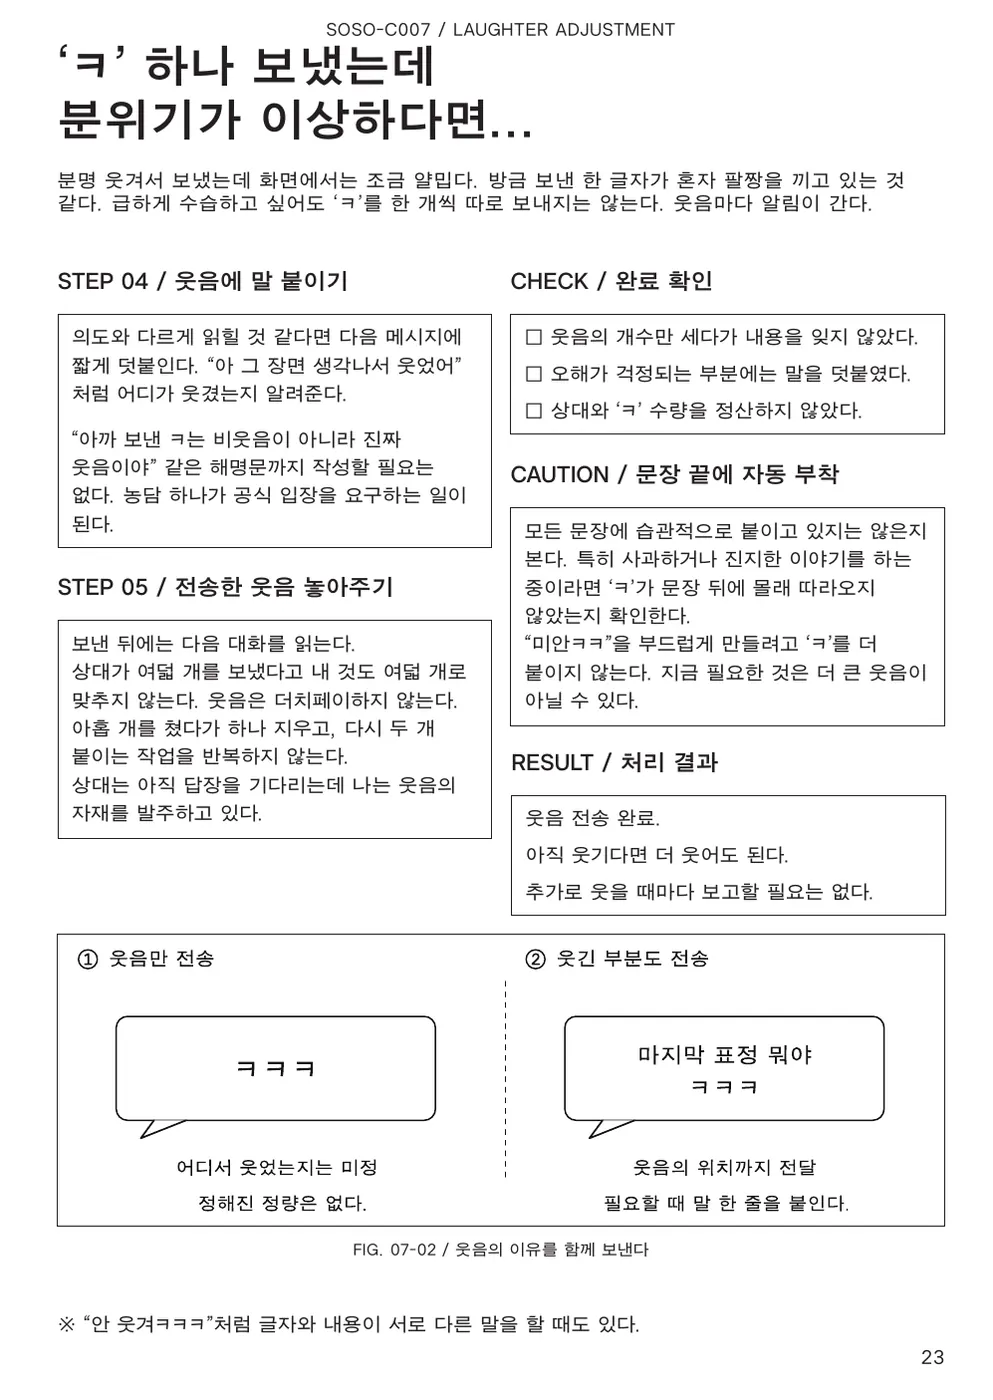 SOSO-C007 / LAUGHTER ADJUSTMENT
‘ㅋ’ 하나 보냈는데
분위기가 이상하다면...
분명 웃겨서 보냈는데 화면에서는 조금 얄밉다. 방금 보낸 한 글자가 혼자 팔짱을 끼고 있는 것
같다. 급하게 수습하고 싶어도 ‘ㅋ’를 한 개씩 따로 보내지는 않는다. 웃음마다 알림이 간다.
STEP 04 / 웃음에 말 붙이기
의도와 다르게 읽힐 것 같다면 다음 메시지에
짧게 덧붙인다. “아 그 장면 생각나서 웃었어”
처럼 어디가 웃겼는지 알려준다.
“아까 보낸 ㅋ는 비웃음이 아니라 진짜
웃음이야” 같은 해명문까지 작성할 필요는
없다. 농담 하나가 공식 입장을 요구하는 일이
된다.
STEP 05 / 전송한 웃음 놓아주기
보낸 뒤에는 다음 대화를 읽는다.
상대가 여덟 개를 보냈다고 내 것도 여덟 개로
맞추지 않는다. 웃음은 더치페이하지 않는다.
아홉 개를 쳤다가 하나 지우고, 다시 두 개
붙이는 작업을 반복하지 않는다.
상대는 아직 답장을 기다리는데 나는 웃음의
자재를 발주하고 있다.
CHECK / 완료 확인
☐ 웃음의 개수만 세다가 내용을 잊지 않았다.
☐ 오해가 걱정되는 부분에는 말을 덧붙였다.
☐ 상대와 ‘ㅋ’ 수량을 정산하지 않았다.
CAUTION / 문장 끝에 자동 부착
모든 문장에 습관적으로 붙이고 있지는 않은지
본다. 특히 사과하거나 진지한 이야기를 하는
중이라면 ‘ㅋ’가 문장 뒤에 몰래 따라오지
않았는지 확인한다.
“미안ㅋㅋ”을 부드럽게 만들려고 ‘ㅋ’를 더
붙이지 않는다. 지금 필요한 것은 더 큰 웃음이
아닐 수 있다.
RESULT / 처리 결과
웃음 전송 완료.
아직 웃기다면 더 웃어도 된다.
추가로 웃을 때마다 보고할 필요는 없다.
① 웃음만 전송
ㅋㅋㅋ
어디서 웃었는지는 미정
정해진 정량은 없다.
② 웃긴 부분도 전송
마지막 표정 뭐야
ㅋㅋㅋ
웃음의 위치까지 전달
필요할 때 말 한 줄을 붙인다.
FIG. 07-02 / 웃음의 이유를 함께 보낸다
※ “안 웃겨ㅋㅋㅋ”처럼 글자와 내용이 서로 다른 말을 할 때도 있다.
23